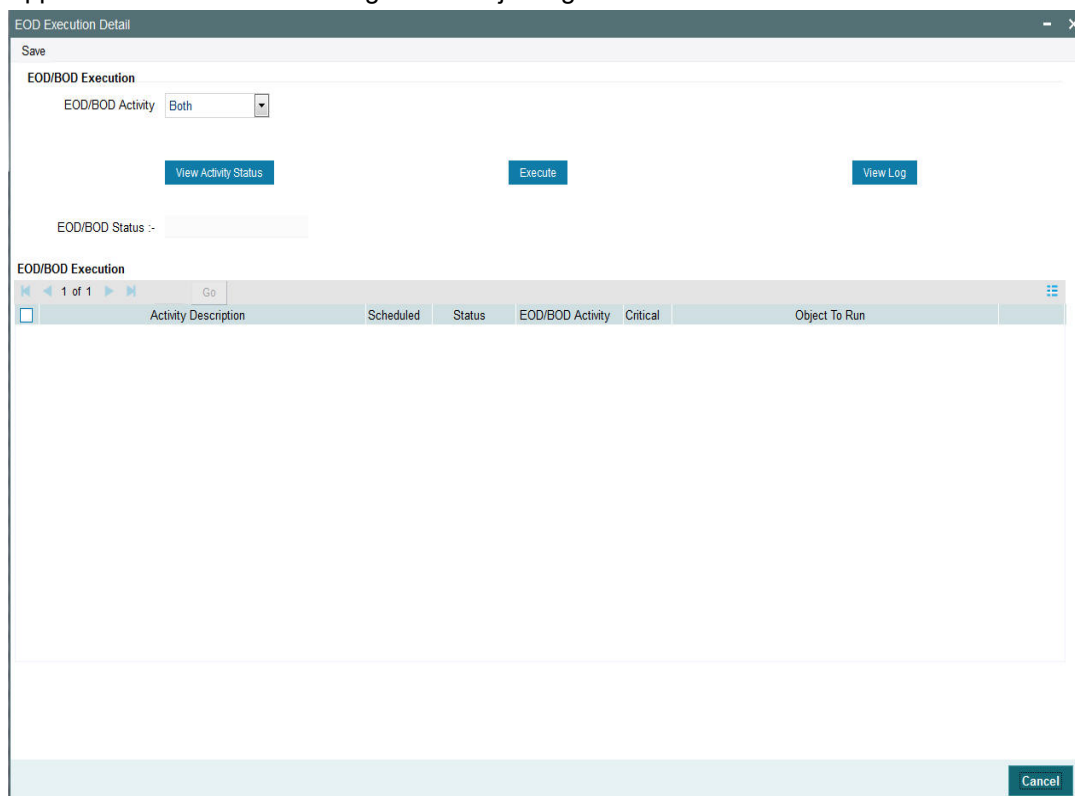 EOD Execution Detail
Save
EOD/BOD Execution
EOD/BOD Activity Both
View Activity Status Execute View Log
EOD/BOD Status :-
EOD/BOD Execution
1 of 1 Go
Activity Description Scheduled Status EOD/BOD Activity Critical Object To Run
Cancel